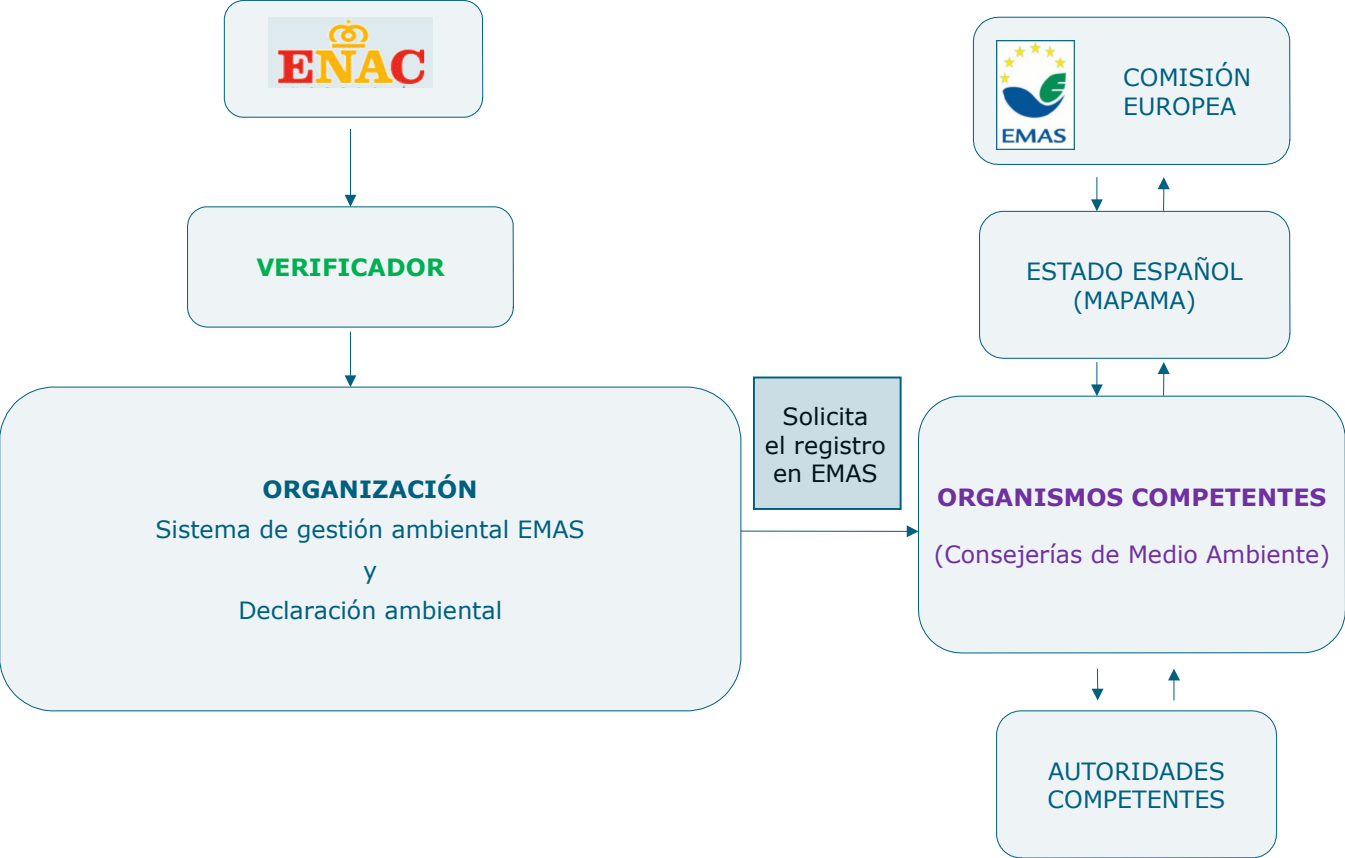 ENAC
VERIFICADOR
ORGANIZACIÓN
Sistema de gestión ambiental EMAS
y
Declaración ambiental
Solicita
el registro
en EMAS
EMAS
COMISIÓN
EUROPEA
ESTADO ESPAÑOL
(MAPAMA)
ORGANISMOS COMPETENTES
(Consejerías de Medio Ambiente)
AUTORIDADES
COMPETENTES